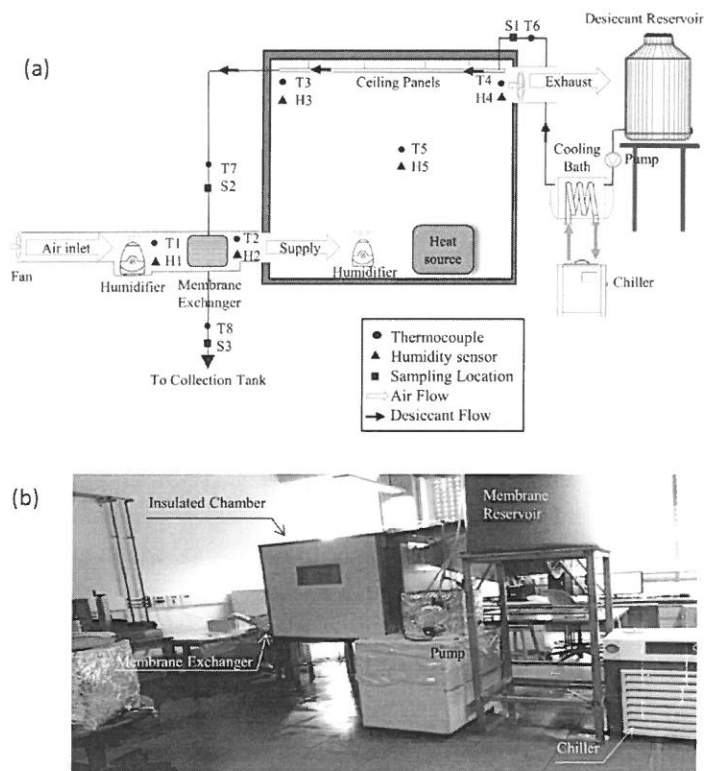 (a)
S1 T6
Desiccant Reservoir
T3
H3
Ceiling Panels
T4
H4
Exhaust
T5
H5
Cooling
Bath
Pump
T7
S2
Air inlet
T1
H1
T2
H2
Supply
Heat
source
Fan
Humidifier
Membrane
Exchanger
Humidifier
Chiller
T8
S3
To Collection Tank
Thermocouple
Humidity sensor
Sampling Location
Air Flow
Desiccant Flow
(b)
Insulated Chamber
Membrane
Reservoir
Membrane Exchanger
Pump
Chiller